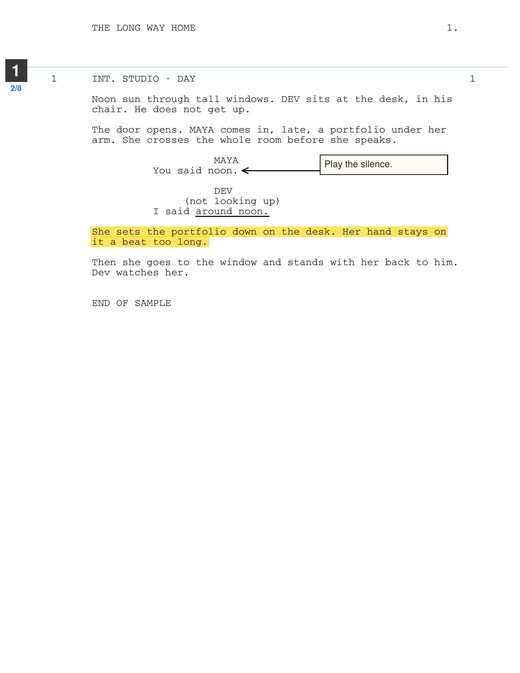 THE LONG WAY HOME 1.
1
2/8
1 INT. STUDIO - DAY 1
Noon sun through tall windows. DEV sits at the desk, in his
chair. He does not get up.
The door opens. MAYA comes in, late, a portfolio under her
arm. She crosses the whole room before she speaks.
MAYA
You said noon.
Play the silence.
DEV
(not looking up)
I said around noon.
She sets the portfolio down on the desk. Her hand stays on
it a beat too long.
Then she goes to the window and stands with her back to him.
Dev watches her.
END OF SAMPLE